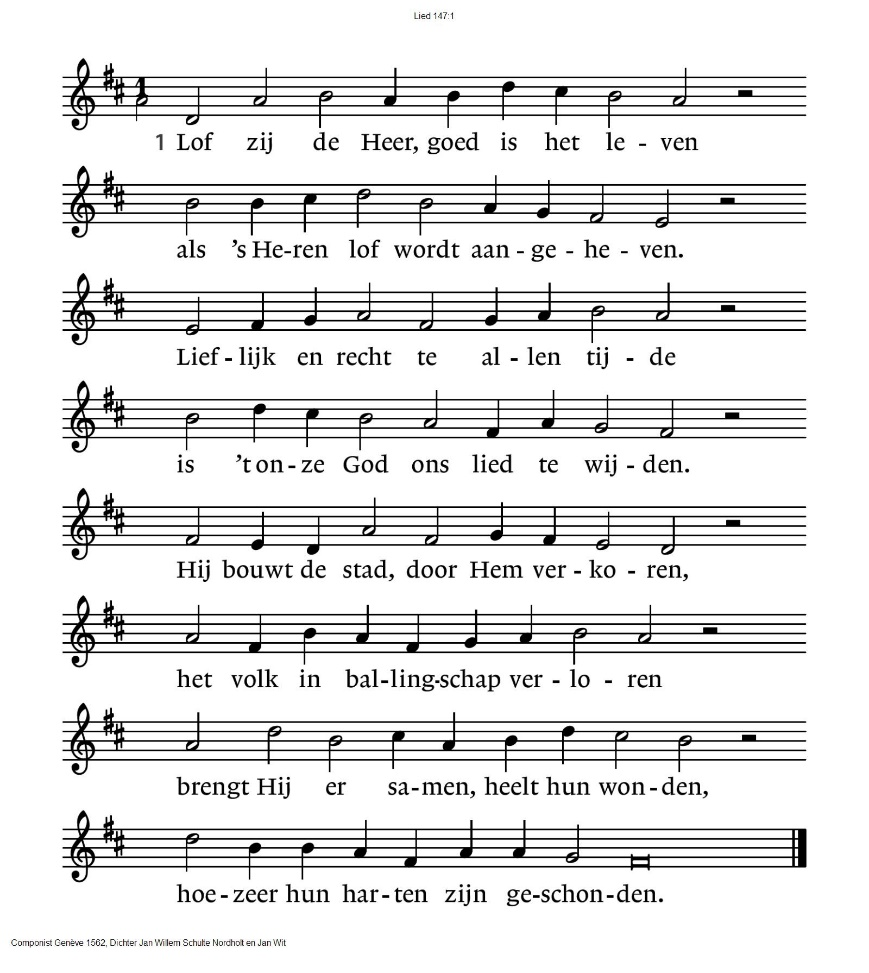 Lied 147:1
1
1 Lof zij de Heer, goed is het le - ven
als ’s He-ren lof wordt aan - ge - he - ven.
Lief - lijk en recht te al - len tij - de
is ’t on - ze God ons lied te wij - den.
Hij bouwt de stad, door Hem ver - ko - ren,
het volk in bal-ling-schap ver - lo - ren
brengt Hij er sa-men, heelt hun won - den,
hoe - zeer hun har - ten zijn ge-schon-den.
Componist Genève 1562, Dichter Jan Willem Schulte Nordholt en Jan Wit